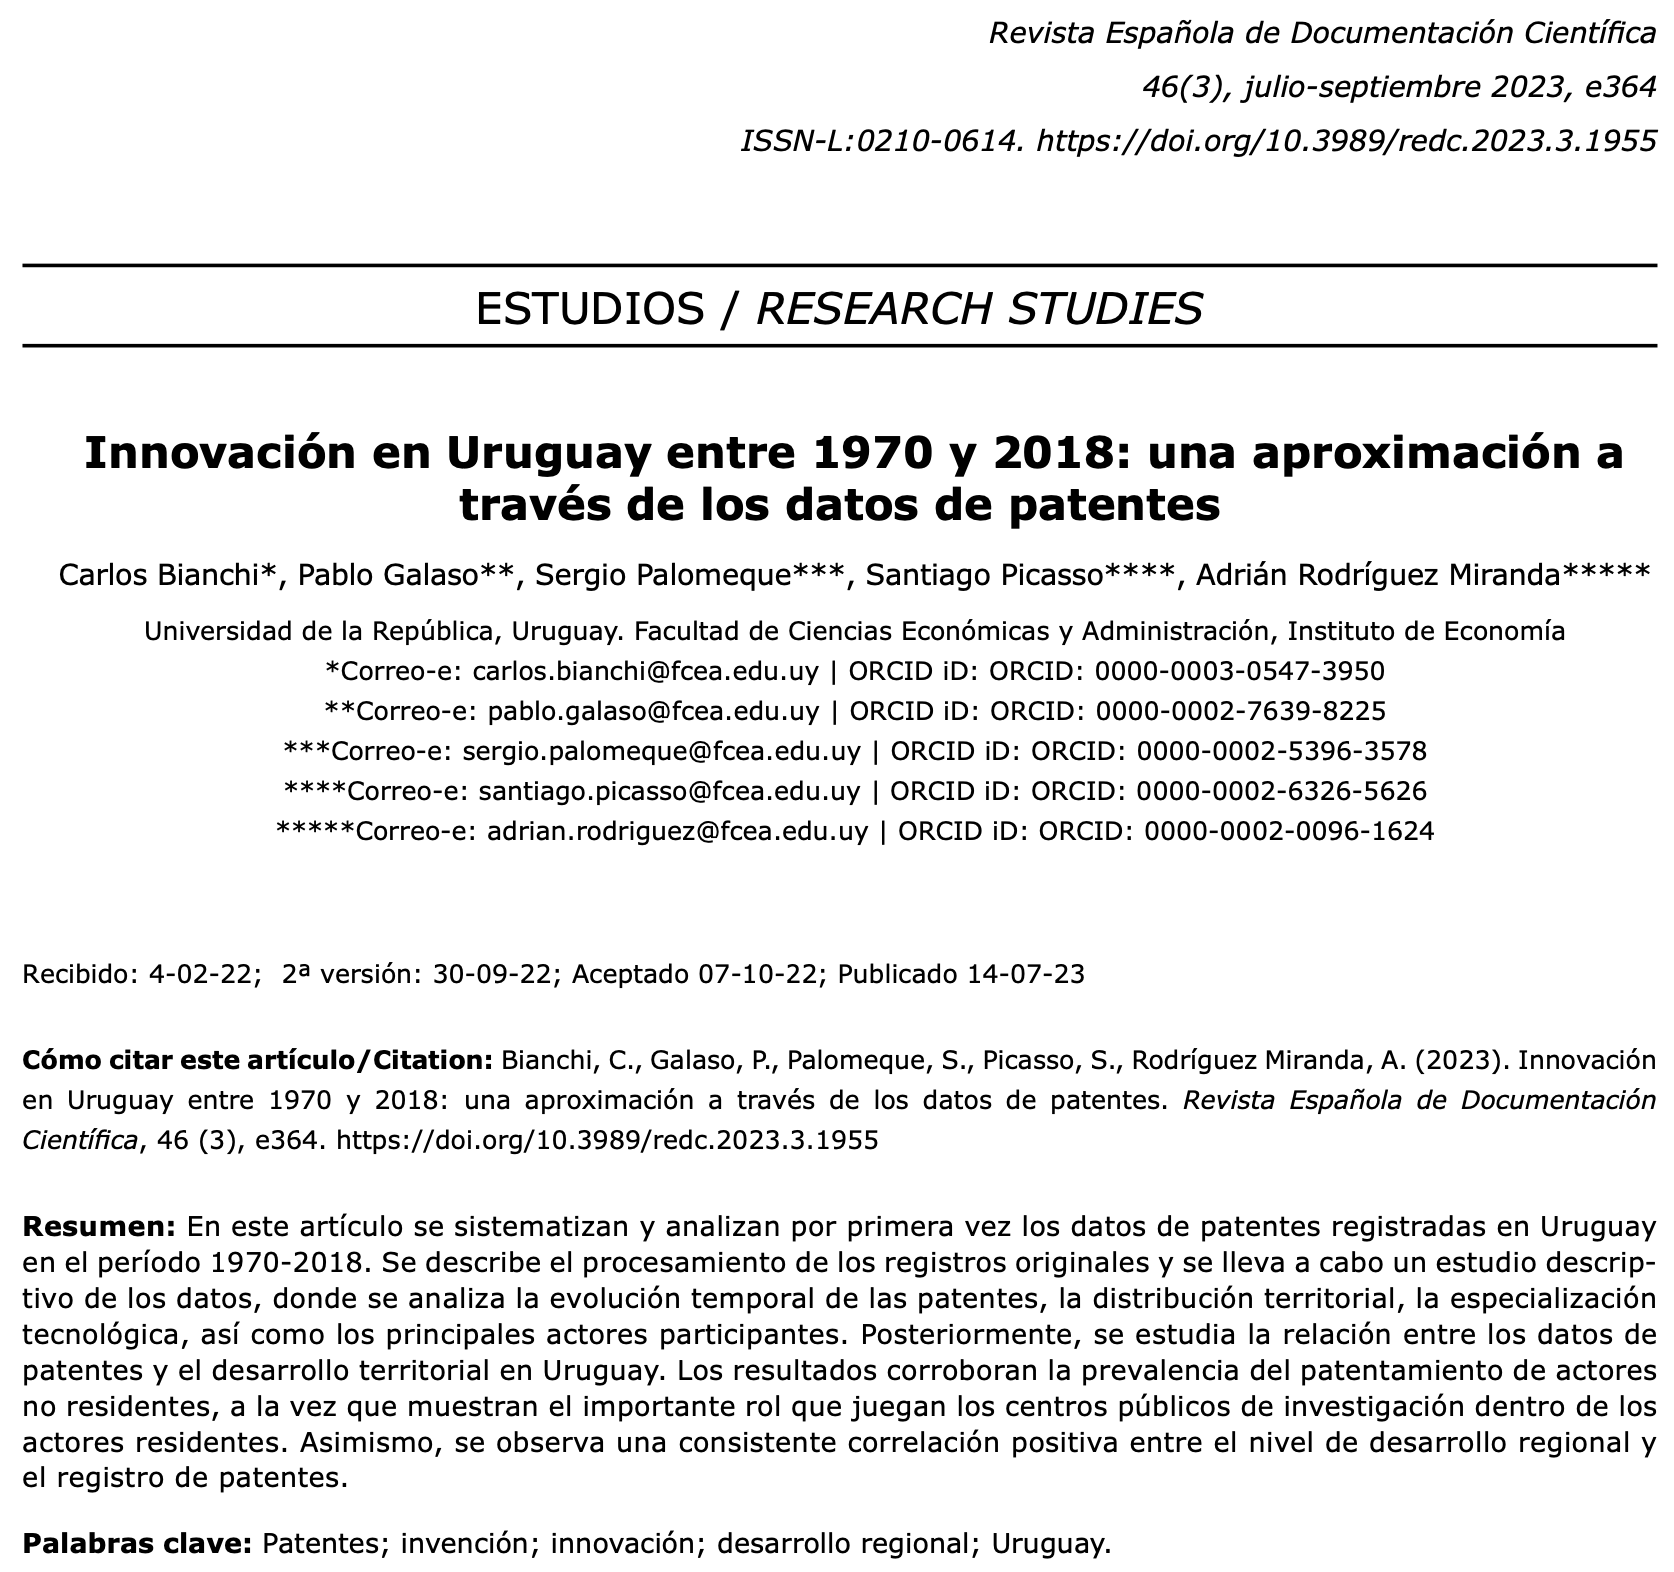 Revista Española de Documentación Científica
46(3), julio-septiembre 2023, e364
ISSN-L:0210-0614. https://doi.org/10.3989/redc.2023.3.1955
ESTUDIOS / RESEARCH STUDIES
Innovación en Uruguay entre 1970 y 2018: una aproximación a
través de los datos de patentes
Carlos Bianchi*, Pablo Galaso**, Sergio Palomeque***, Santiago Picasso****, Adrián Rodríguez Miranda*****
Universidad de la República, Uruguay. Facultad de Ciencias Económicas y Administración, Instituto de Economía
*Correo-e: carlos.bianchi@fcea.edu.uy | ORCID iD: ORCID: 0000-0003-0547-3950
**Correo-e: pablo.galaso@fcea.edu.uy | ORCID iD: ORCID: 0000-0002-7639-8225
***Correo-e: sergio.palomeque@fcea.edu.uy | ORCID iD: ORCID: 0000-0002-5396-3578
****Correo-e: santiago.picasso@fcea.edu.uy | ORCID iD: ORCID: 0000-0002-6326-5626
*****Correo-e: adrian.rodriguez@fcea.edu.uy | ORCID iD: ORCID: 0000-0002-0096-1624
Recibido: 4-02-22; 2ª versión: 30-09-22; Aceptado 07-10-22; Publicado 14-07-23
Cómo citar este artículo/Citation: Bianchi, C., Galaso, P., Palomeque, S., Picasso, S., Rodríguez Miranda, A. (2023). Innovación
en Uruguay entre 1970 y 2018: una aproximación a través de los datos de patentes. Revista Española de Documentación
Científica, 46 (3), e364. https://doi.org/10.3989/redc.2023.3.1955
Resumen: En este artículo se sistematizan y analizan por primera vez los datos de patentes registradas en Uruguay
en el período 1970-2018. Se describe el procesamiento de los registros originales y se lleva a cabo un estudio descrip-
tivo de los datos, donde se analiza la evolución temporal de las patentes, la distribución territorial, la especialización
tecnológica, así como los principales actores participantes. Posteriormente, se estudia la relación entre los datos de
patentes y el desarrollo territorial en Uruguay. Los resultados corroboran la prevalencia del patentamiento de actores
no residentes, a la vez que muestran el importante rol que juegan los centros públicos de investigación dentro de los
actores residentes. Asimismo, se observa una consistente correlación positiva entre el nivel de desarrollo regional y
el registro de patentes.
Palabras clave: Patentes; invención; innovación; desarrollo regional; Uruguay.